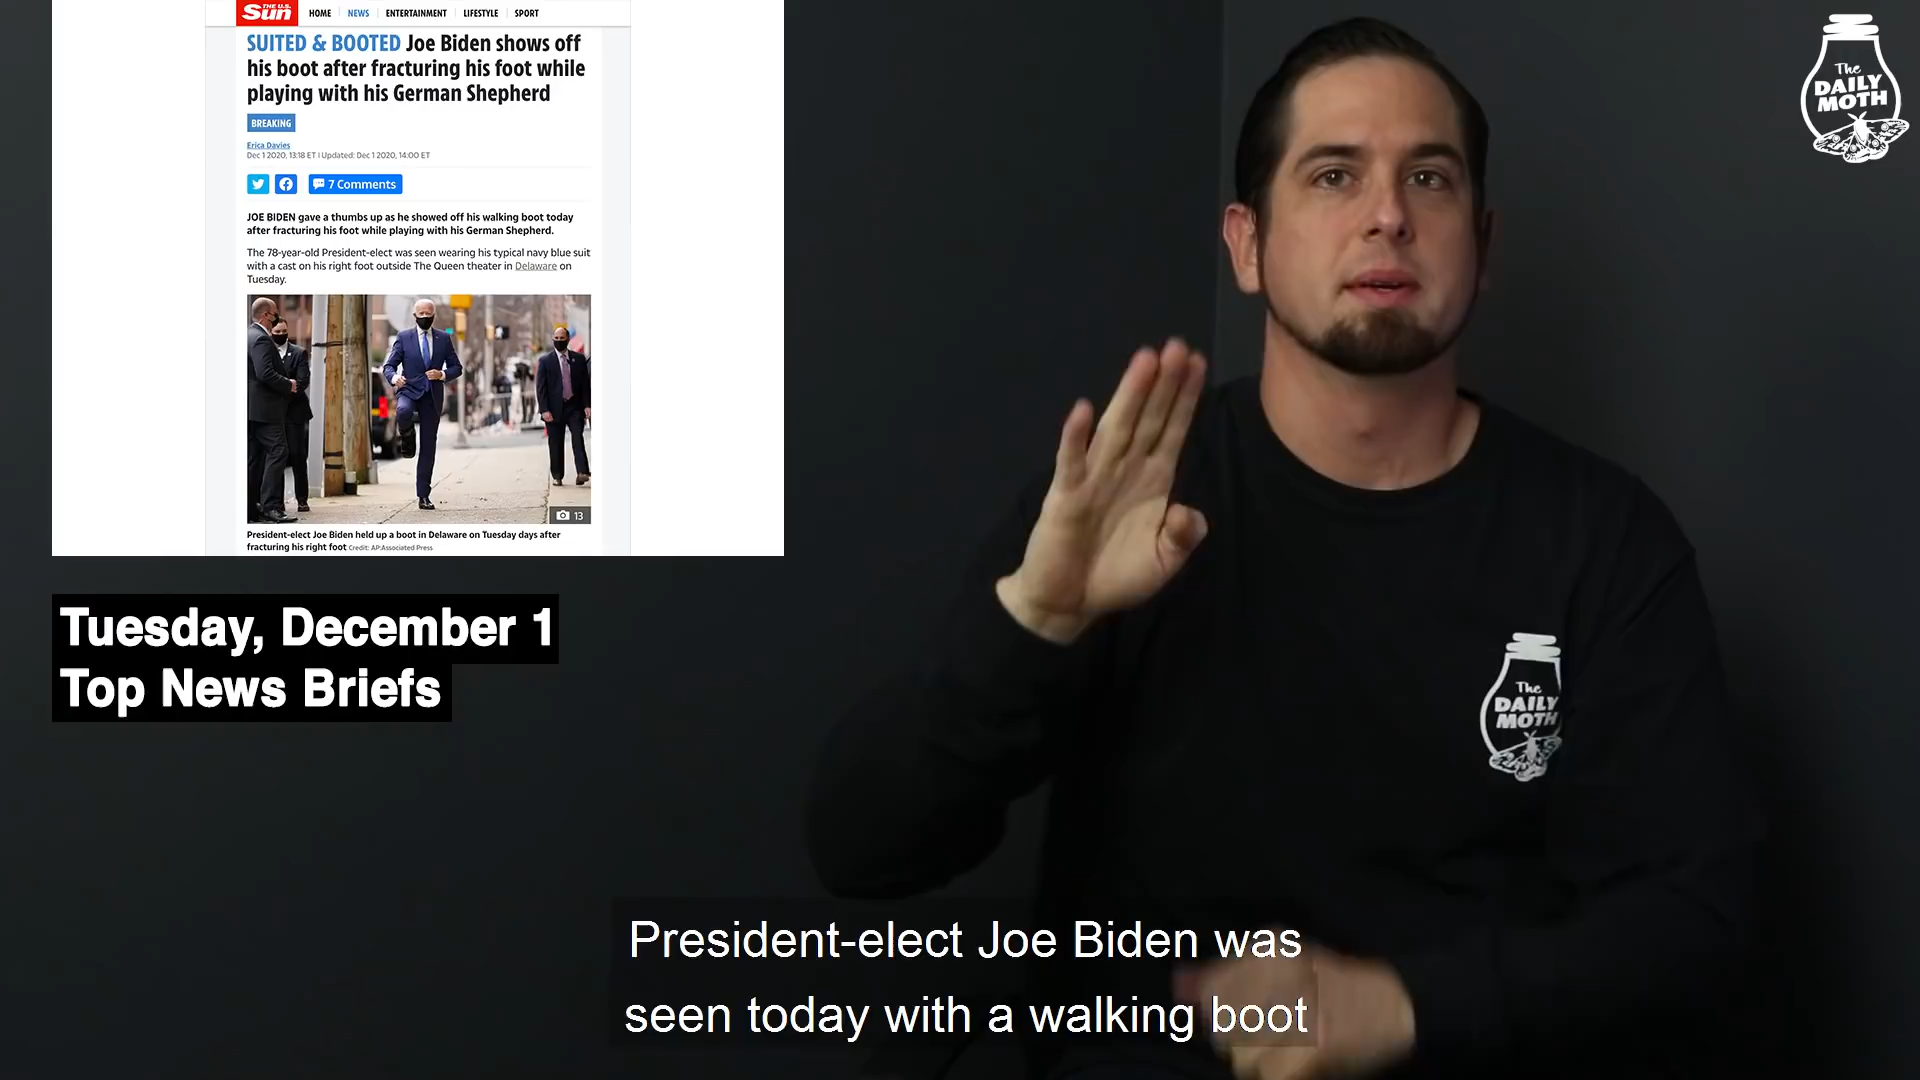 THE U.S.
Sun
HOME
NEWS
ENTERTAINMENT
LIFESTYLE
SPORT
SUITED & BOOTED Joe Biden shows off
his boot after fracturing his foot while
playing with his German Shepherd
BREAKING
Erica Davies
Dec 1 2020, 13:18 ET | Updated: Dec 1 2020, 14:00 ET
7 Comments
JOE BIDEN gave a thumbs up as he showed off his walking boot today
after fracturing his foot while playing with his German Shepherd.
The 78-year-old President-elect was seen wearing his typical navy blue suit
with a cast on his right foot outside The Queen theater in Delaware on
Tuesday.
13
President-elect Joe Biden held up a boot in Delaware on Tuesday days after
fracturing his right foot Credit: AP:Associated Press
Tuesday, December 1
Top News Briefs
The
DAILY
MOTH
The
DAILY
MOTH
President-elect Joe Biden was
seen today with a walking boot